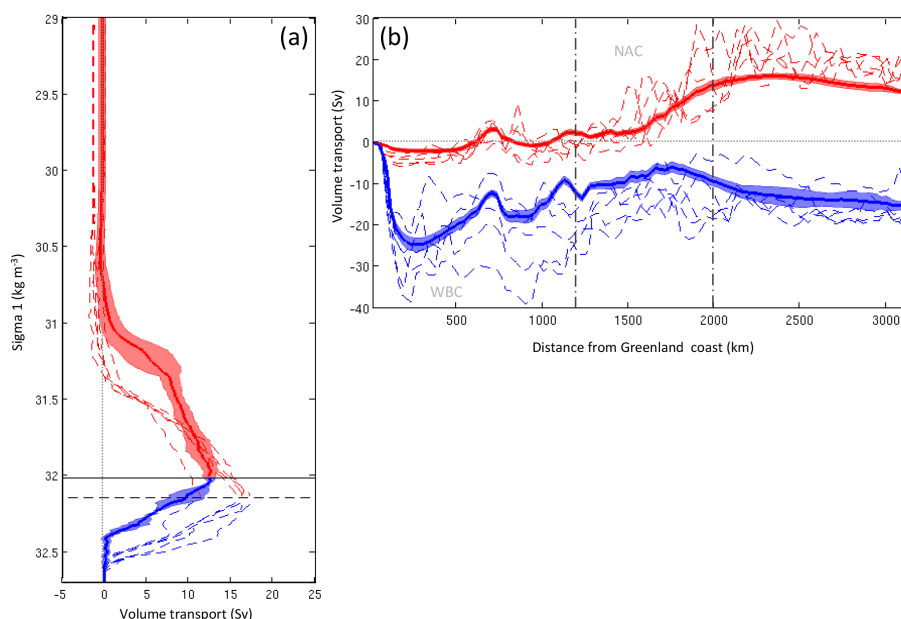 (a)
29
29.5
30
30.5
31
31.5
32
32.5
Sigma 1 (kg m⁻³)
-5 0 5 10 15 20 25
Volume transport (Sv)
(b)
NAC
WBC
30
20
10
0
-10
-20
-30
-40
Volume transport (Sv)
500 1000 1500 2000 2500 3000
Distance from Greenland coast (km)